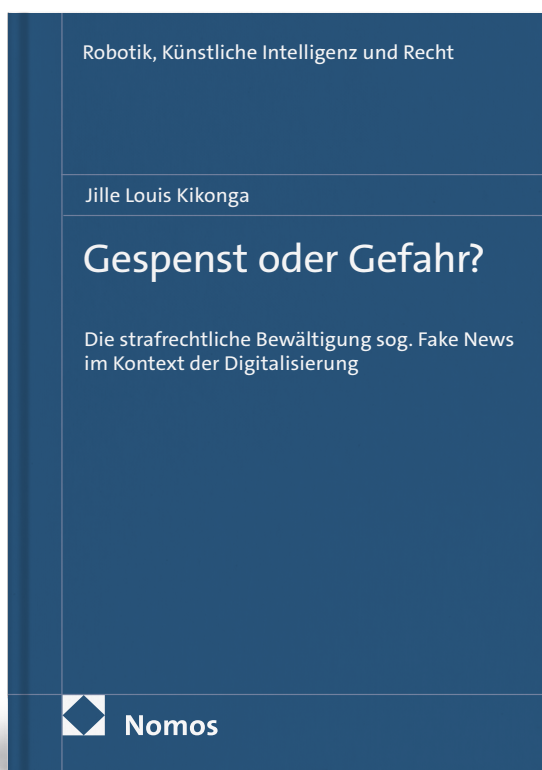 Robotik, Künstliche Intelligenz und Recht
Jille Louis Kikonga
Gespenst oder Gefahr?
Die strafrechtliche Bewältigung sog. Fake News
im Kontext der Digitalisierung
Nomos